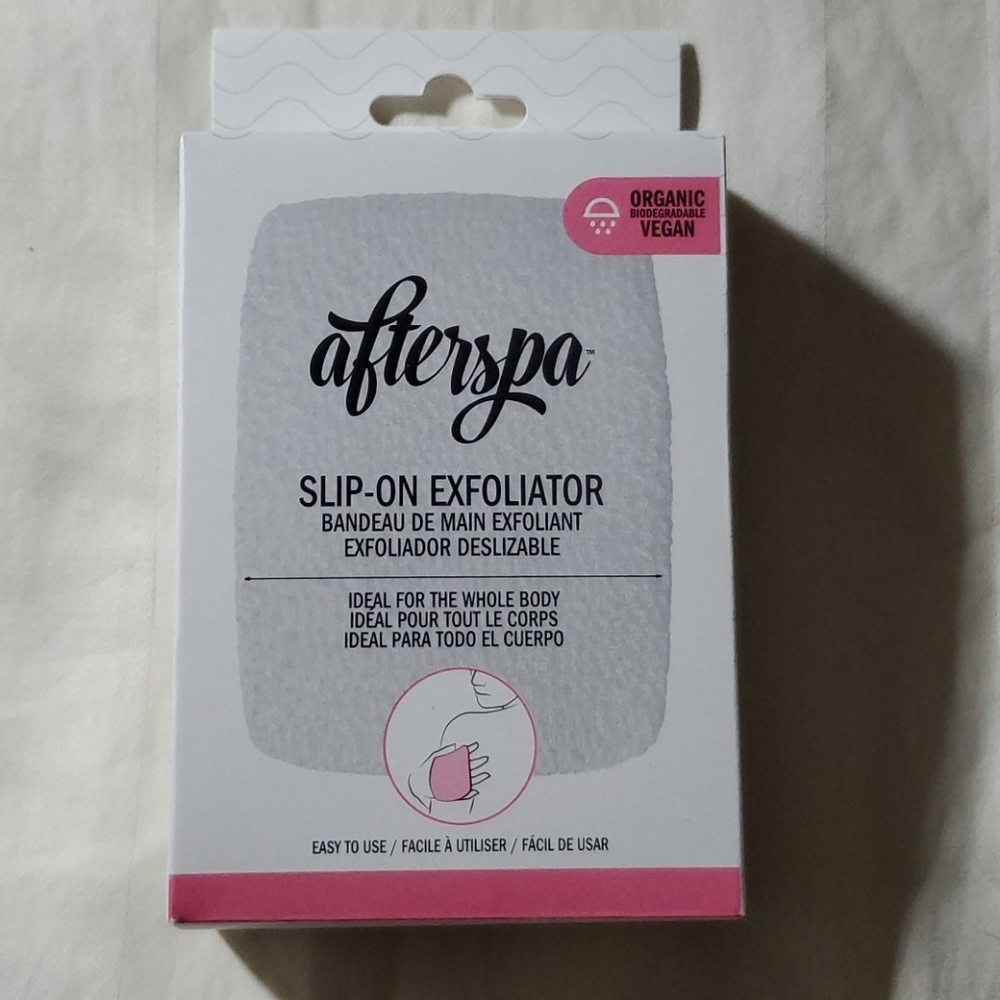 ORGANIC
BIODEGRADABLE
VEGAN
afterspa™
SLIP-ON EXFOLIATOR
BANDEAU DE MAIN EXFOLIANT
EXFOLIADOR DESLIZABLE
IDEAL FOR THE WHOLE BODY
IDÉAL POUR TOUT LE CORPS
IDEAL PARA TODO EL CUERPO
EASY TO USE / FACILE À UTILISER / FÁCIL DE USAR